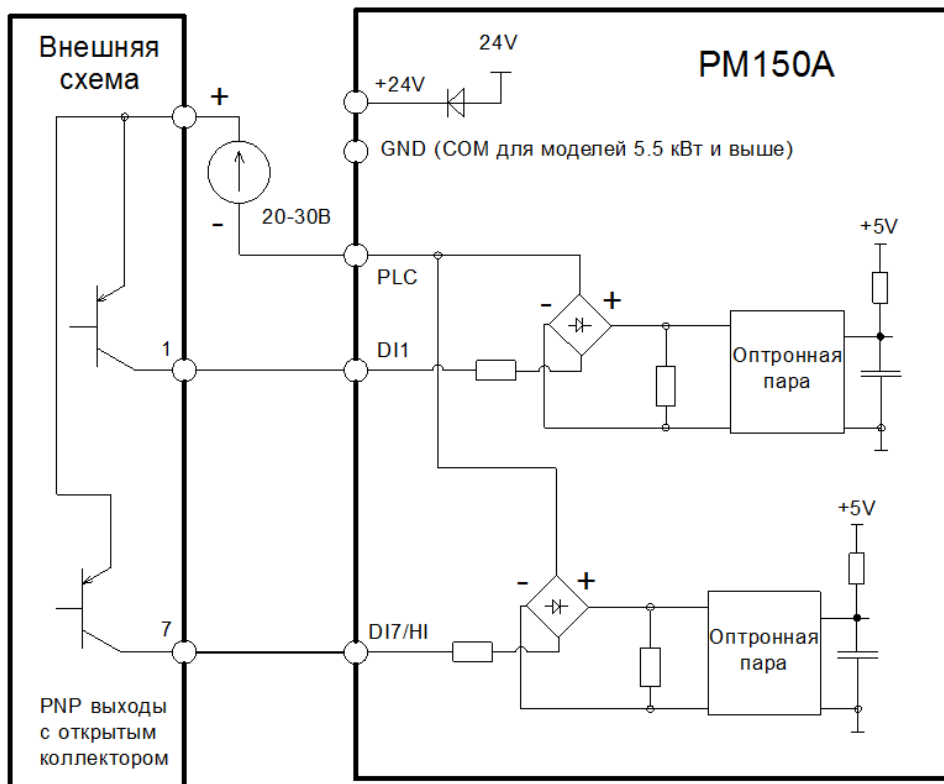 Внешняя
схема
+
-
20-30В
1
7
PNP выходы
с открытым
коллектором
PM150A
24V
+24V
GND (COM для моделей 5.5 кВт и выше)
PLC
DI1
- +
Оптронная
пара
+5V
DI7/HI
- +
Оптронная
пара
+5V